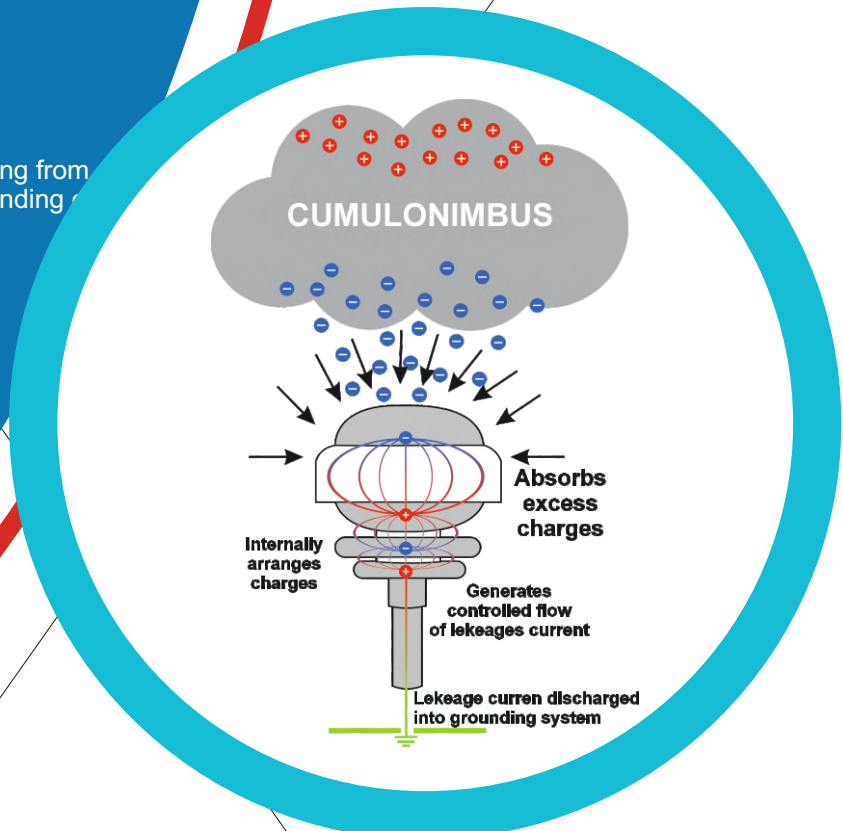 ng from
nding
CUMULONIMBUS
Absorbs
excess
charges
Internally
arranges
charges
Generates
controlled flow
of lekeages current
Lekeage curren discharged
into grounding system